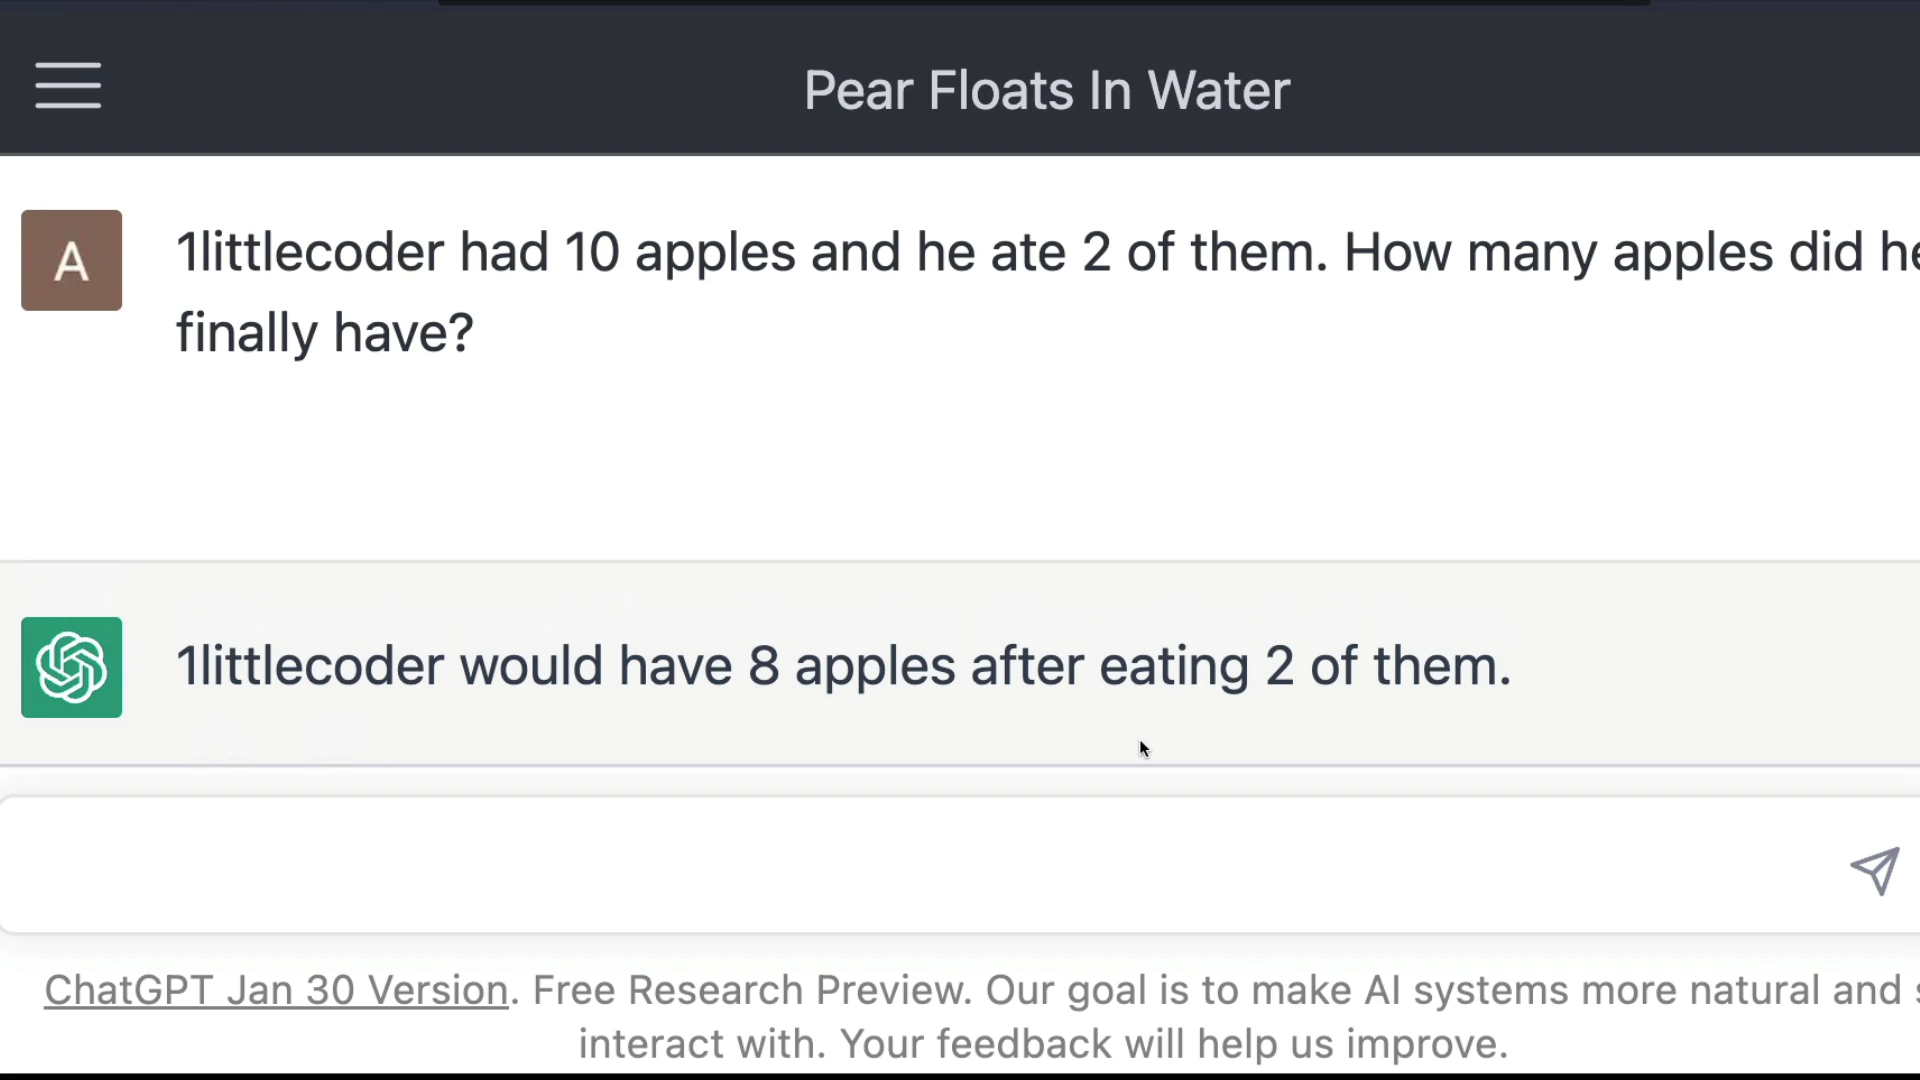 Pear Floats In Water
A
1littlecoder had 10 apples and he ate 2 of them. How many apples did he
finally have?
1littlecoder would have 8 apples after eating 2 of them.
ChatGPT Jan 30 Version. Free Research Preview. Our goal is to make AI systems more natural and s
interact with. Your feedback will help us improve.